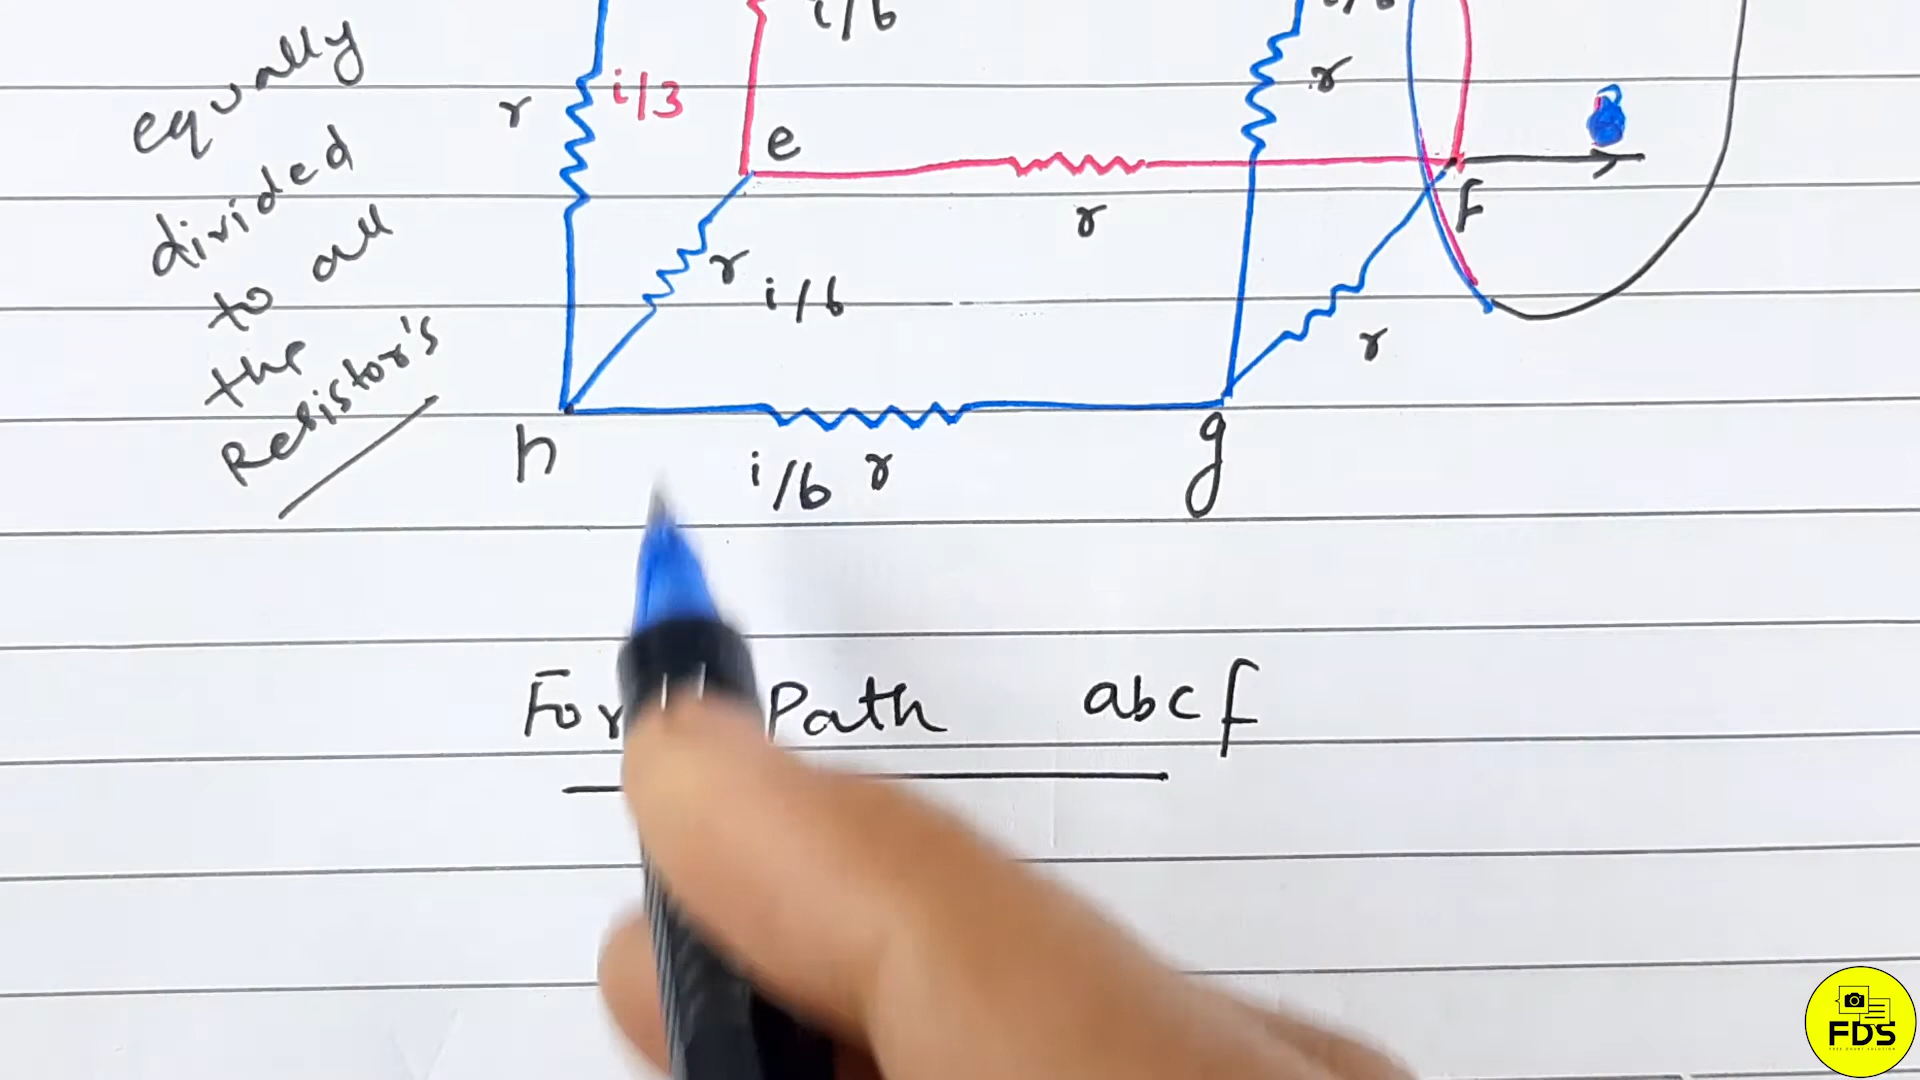 equally
divided
to all
the
Resistor's
i/6
r
i/3
e
r
r
F
r
i/6
r
h
i/6 r
g
r
For Path abcf
FDS